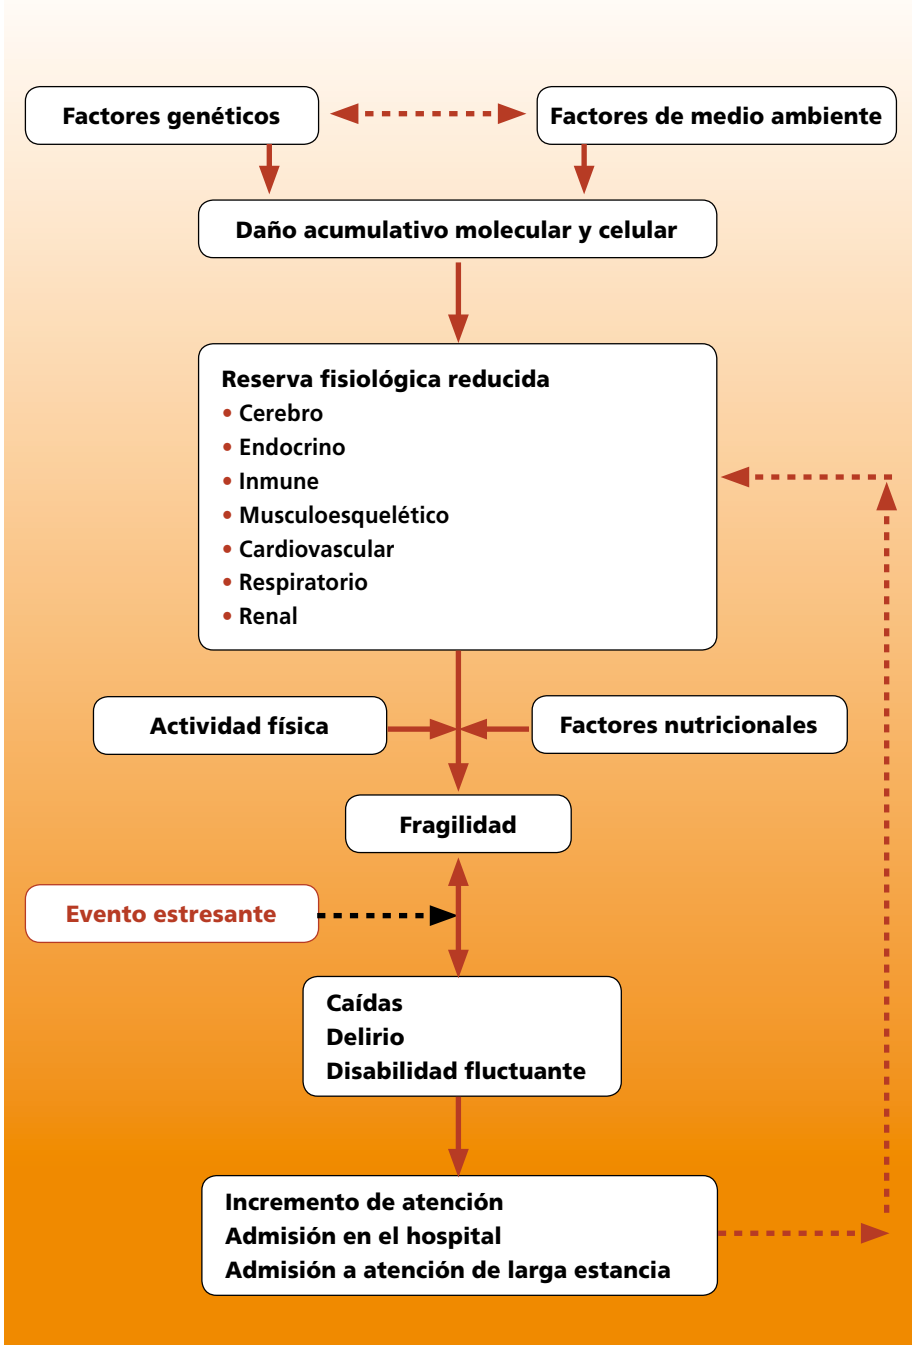 Factores genéticos
Factores de medio ambiente
Daño acumulativo molecular y celular
Reserva fisiológica reducida
• Cerebro
• Endocrino
• Inmune
• Musculoesquelético
• Cardiovascular
• Respiratorio
• Renal
Actividad física
Factores nutricionales
Fragilidad
Evento estresante
Caídas
Delirio
Disabilidad fluctuante
Incremento de atención
Admisión en el hospital
Admisión a atención de larga estancia